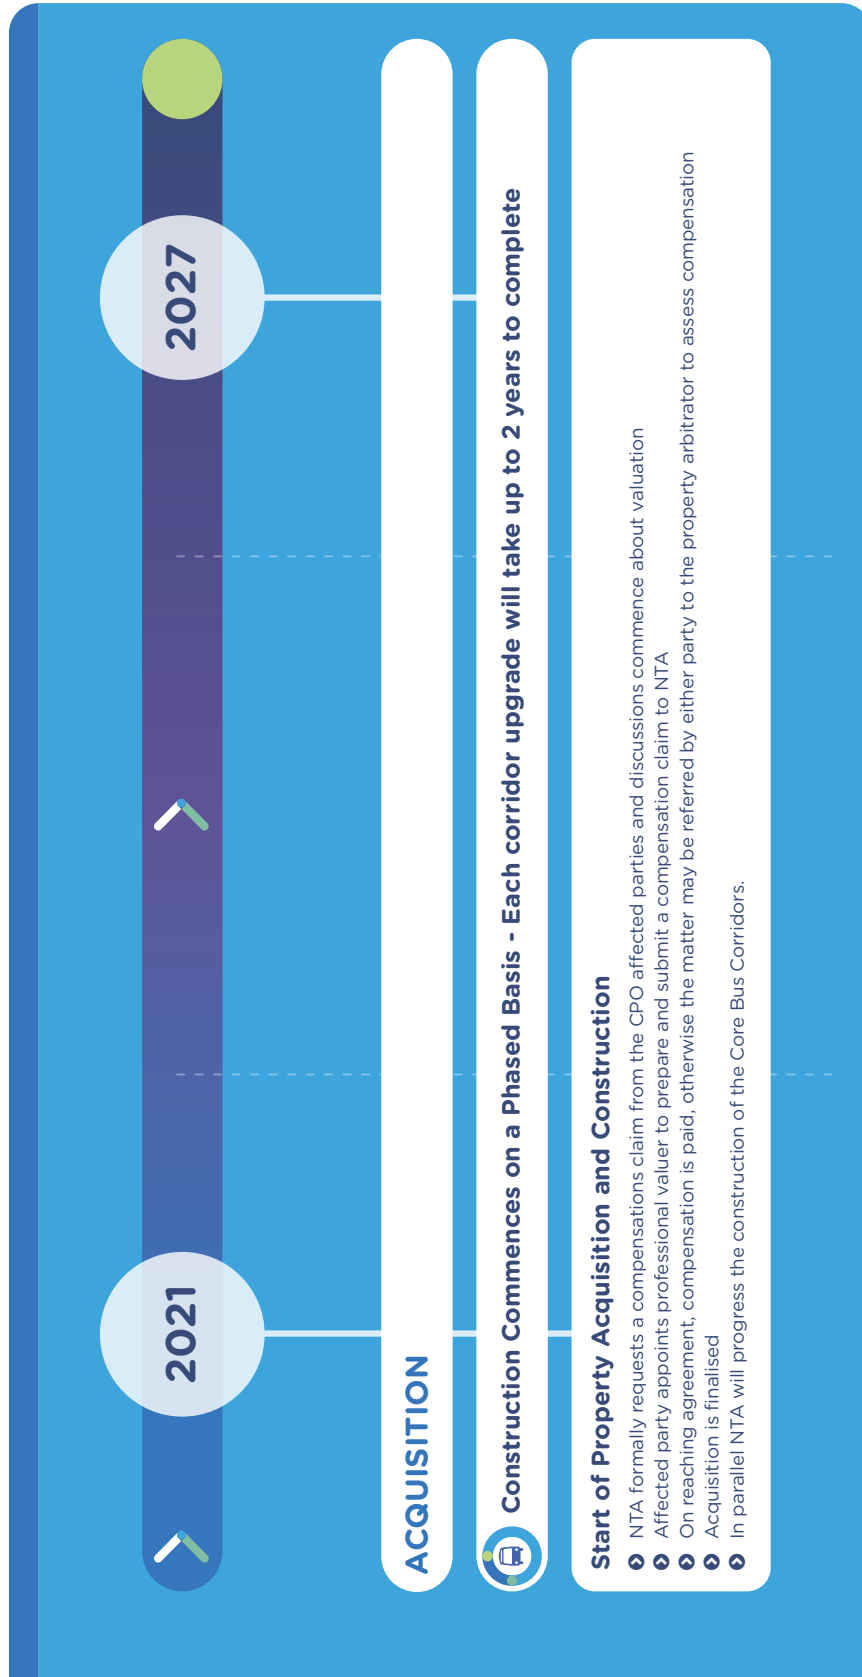 2021
2027
ACQUISITION
Construction Commences on a Phased Basis - Each corridor upgrade will take up to 2 years to complete
Start of Property Acquisition and Construction
NTA formally requests a compensations claim from the CPO affected parties and discussions commence about valuation
Affected party appoints professional valuer to prepare and submit a compensation claim to NTA
On reaching agreement, compensation is paid, otherwise the matter may be referred by either party to the property arbitrator to assess compensation
Acquisition is finalised
In parallel NTA will progress the construction of the Core Bus Corridors.